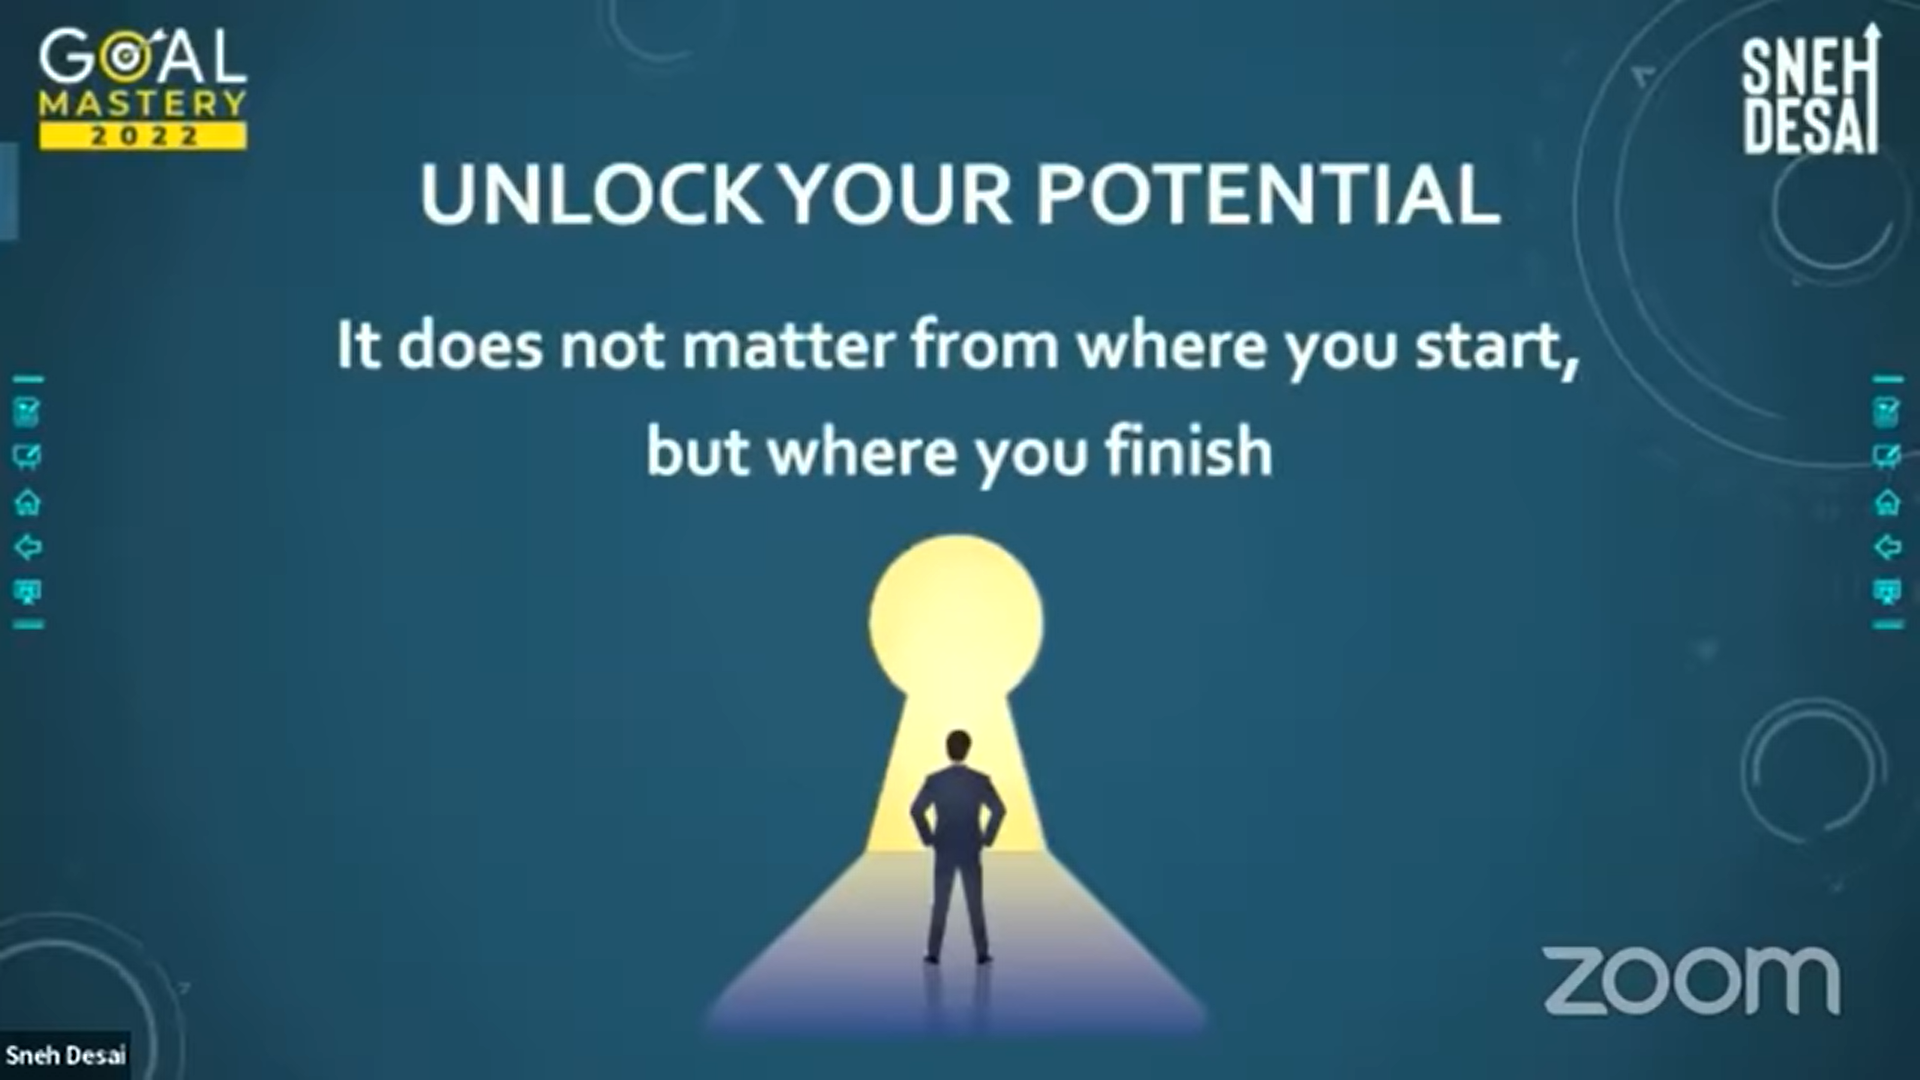 GOAL
MASTERY
2022
SNEH
DESAI
UNLOCK YOUR POTENTIAL
It does not matter from where you start,
but where you finish
zoom
Sneh Desai